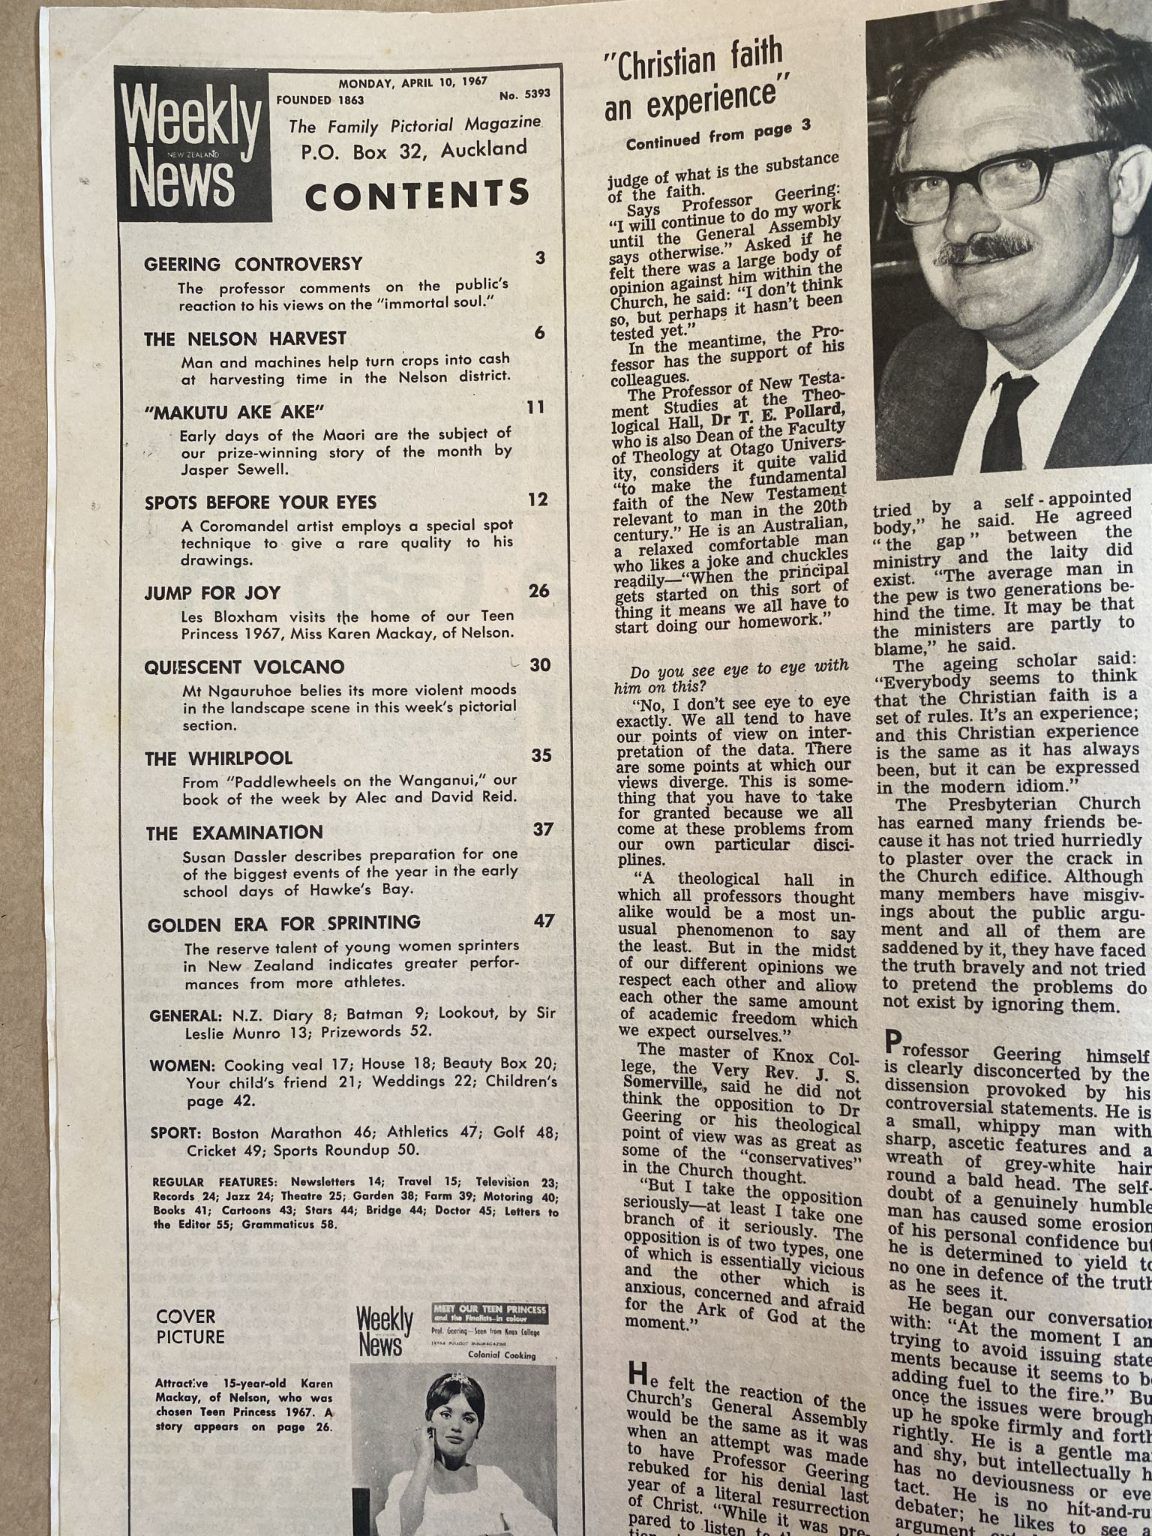 Weekly
NEW ZEALAND
News
MONDAY, APRIL 10, 1967
FOUNDED 1863
No. 5393
The Family Pictorial Magazine
P.O. Box 32, Auckland
CONTENTS
GEERING CONTROVERSY 3
The professor comments on the public's
reaction to his views on the "immortal soul."
THE NELSON HARVEST 6
Man and machines help turn crops into cash
at harvesting time in the Nelson district.
"MAKUTU AKE AKE" 11
Early days of the Maori are the subject of
our prize-winning story of the month by
Jasper Sewell.
SPOTS BEFORE YOUR EYES 12
A Coromandel artist employs a special spot
technique to give a rare quality to his
drawings.
JUMP FOR JOY 26
Les Bloxham visits the home of our Teen
Princess 1967, Miss Karen Mackay, of Nelson.
QUIESCENT VOLCANO 30
Mt Ngauruhoe belies its more violent moods
in the landscape scene in this week's pictorial
section.
THE WHIRLPOOL 35
From "Paddlewheels on the Wanganui," our
book of the week by Alec and David Reid.
THE EXAMINATION 37
Susan Dassler describes preparation for one
of the biggest events of the year in the early
school days of Hawke's Bay.
GOLDEN ERA FOR SPRINTING 47
The reserve talent of young women sprinters
in New Zealand indicates greater perfor-
mances from more athletes.
GENERAL: N.Z. Diary 8; Batman 9; Lookout, by Sir
Leslie Munro 13; Prizewords 52.
WOMEN: Cooking veal 17; House 18; Beauty Box 20;
Your child's friend 21; Weddings 22; Children's
page 42.
SPORT: Boston Marathon 46; Athletics 47; Golf 48;
Cricket 49; Sports Roundup 50.
REGULAR FEATURES: Newsletters 14; Travel 15; Television 23;
Records 24; Jazz 24; Theatre 25; Garden 38; Farm 39; Motoring 40;
Books 41; Cartoons 43; Stars 44; Bridge 44; Doctor 45; Letters to
the Editor 55; Grammaticus 58.
COVER
PICTURE
Attractive 15-year-old Karen
Mackay, of Nelson, who was
chosen Teen Princess 1967. A
story appears on page 26.
Weekly
News
MEET OUR TEEN PRINCESS
and the Finalists—in colour
Prof. Geering—Seen from Knox College
Colonial Cooking
"Christian faith
an experience"
Continued from page 3
judge of what is the substance
of the faith.
Says Professor Geering:
"I will continue to do my work
until the General Assembly
says otherwise." Asked if he
felt there was a large body of
opinion against him within the
Church, he said: "I don't think
so, but perhaps it hasn't been
tested yet."
In the meantime, the Pro-
fessor has the support of his
colleagues.
The Professor of New Testa-
ment Studies at the Theo-
logical Hall, Dr T. E. Pollard,
who is also Dean of the Faculty
of Theology at Otago Univers-
ity, considers it quite valid
"to make the fundamental
faith of the New Testament
relevant to man in the 20th
century." He is an Australian,
a relaxed comfortable man
who likes a joke and chuckles
readily—"When the principal
gets started on this sort of
thing it means we all have to
start doing our homework."
Do you see eye to eye with
him on this?
"No, I don't see eye to eye
exactly. We all tend to have
our points of view on inter-
pretation of the data. There
are some points at which our
views diverge. This is some-
thing that you have to take
for granted because we all
come at these problems from
our own particular disci-
plines.
"A theological hall in
which all professors thought
alike would be a most un-
usual phenomenon to say
the least. But in the midst
of our different opinions we
respect each other and allow
each other the same amount
of academic freedom which
we expect ourselves."
The master of Knox Col-
lege, the Very Rev. J. S.
Somerville, said he did not
think the opposition to Dr
Geering or his theological
point of view was as great as
some of the "conservatives"
in the Church thought.
"But I take the opposition
seriously—at least I take one
branch of it seriously. The
opposition is of two types, one
of which is essentially vicious
and the other which is
anxious, concerned and afraid
for the Ark of God at the
moment."
He felt the reaction of the
Church's General Assembly
would be the same as it was
when an attempt was made
to have Professor Geering
rebuked for his denial last
year of a literal resurrection
of Christ. "While it was pre-
pared to listen to
tried by a self-appointed
body," he said. He agreed
"the gap" between the
ministry and the laity did
exist. "The average man in
the pew is two generations be-
hind the time. It may be that
the ministers are partly to
blame," he said.
The ageing scholar said:
"Everybody seems to think
that the Christian faith is a
set of rules. It's an experience;
and this Christian experience
is the same as it has always
been, but it can be expressed
in the modern idiom."
The Presbyterian Church
has earned many friends be-
cause it has not tried hurriedly
to plaster over the crack in
the Church edifice. Although
many members have misgiv-
ings about the public argu-
ment and all of them are
saddened by it, they have faced
the truth bravely and not tried
to pretend the problems do
not exist by ignoring them.
Professor Geering himself
is clearly disconcerted by the
dissension provoked by his
controversial statements. He is
a small, whippy man with
sharp, ascetic features and a
wreath of grey-white hair
round a bald head. The self-
doubt of a genuinely humble
man has caused some erosion
of his personal confidence but
he is determined to yield to
no one in defence of the truth
as he sees it.
He began our conversation
with: "At the moment I am
trying to avoid issuing state
ments because it seems to be
adding fuel to the fire." Bu
once the issues were brough
up he spoke firmly and forth
rightly. He is a gentle ma
and shy, but intellectually h
has no deviousness or eve
tact. He is no hit-and-ru
debater; he likes to see a
argument